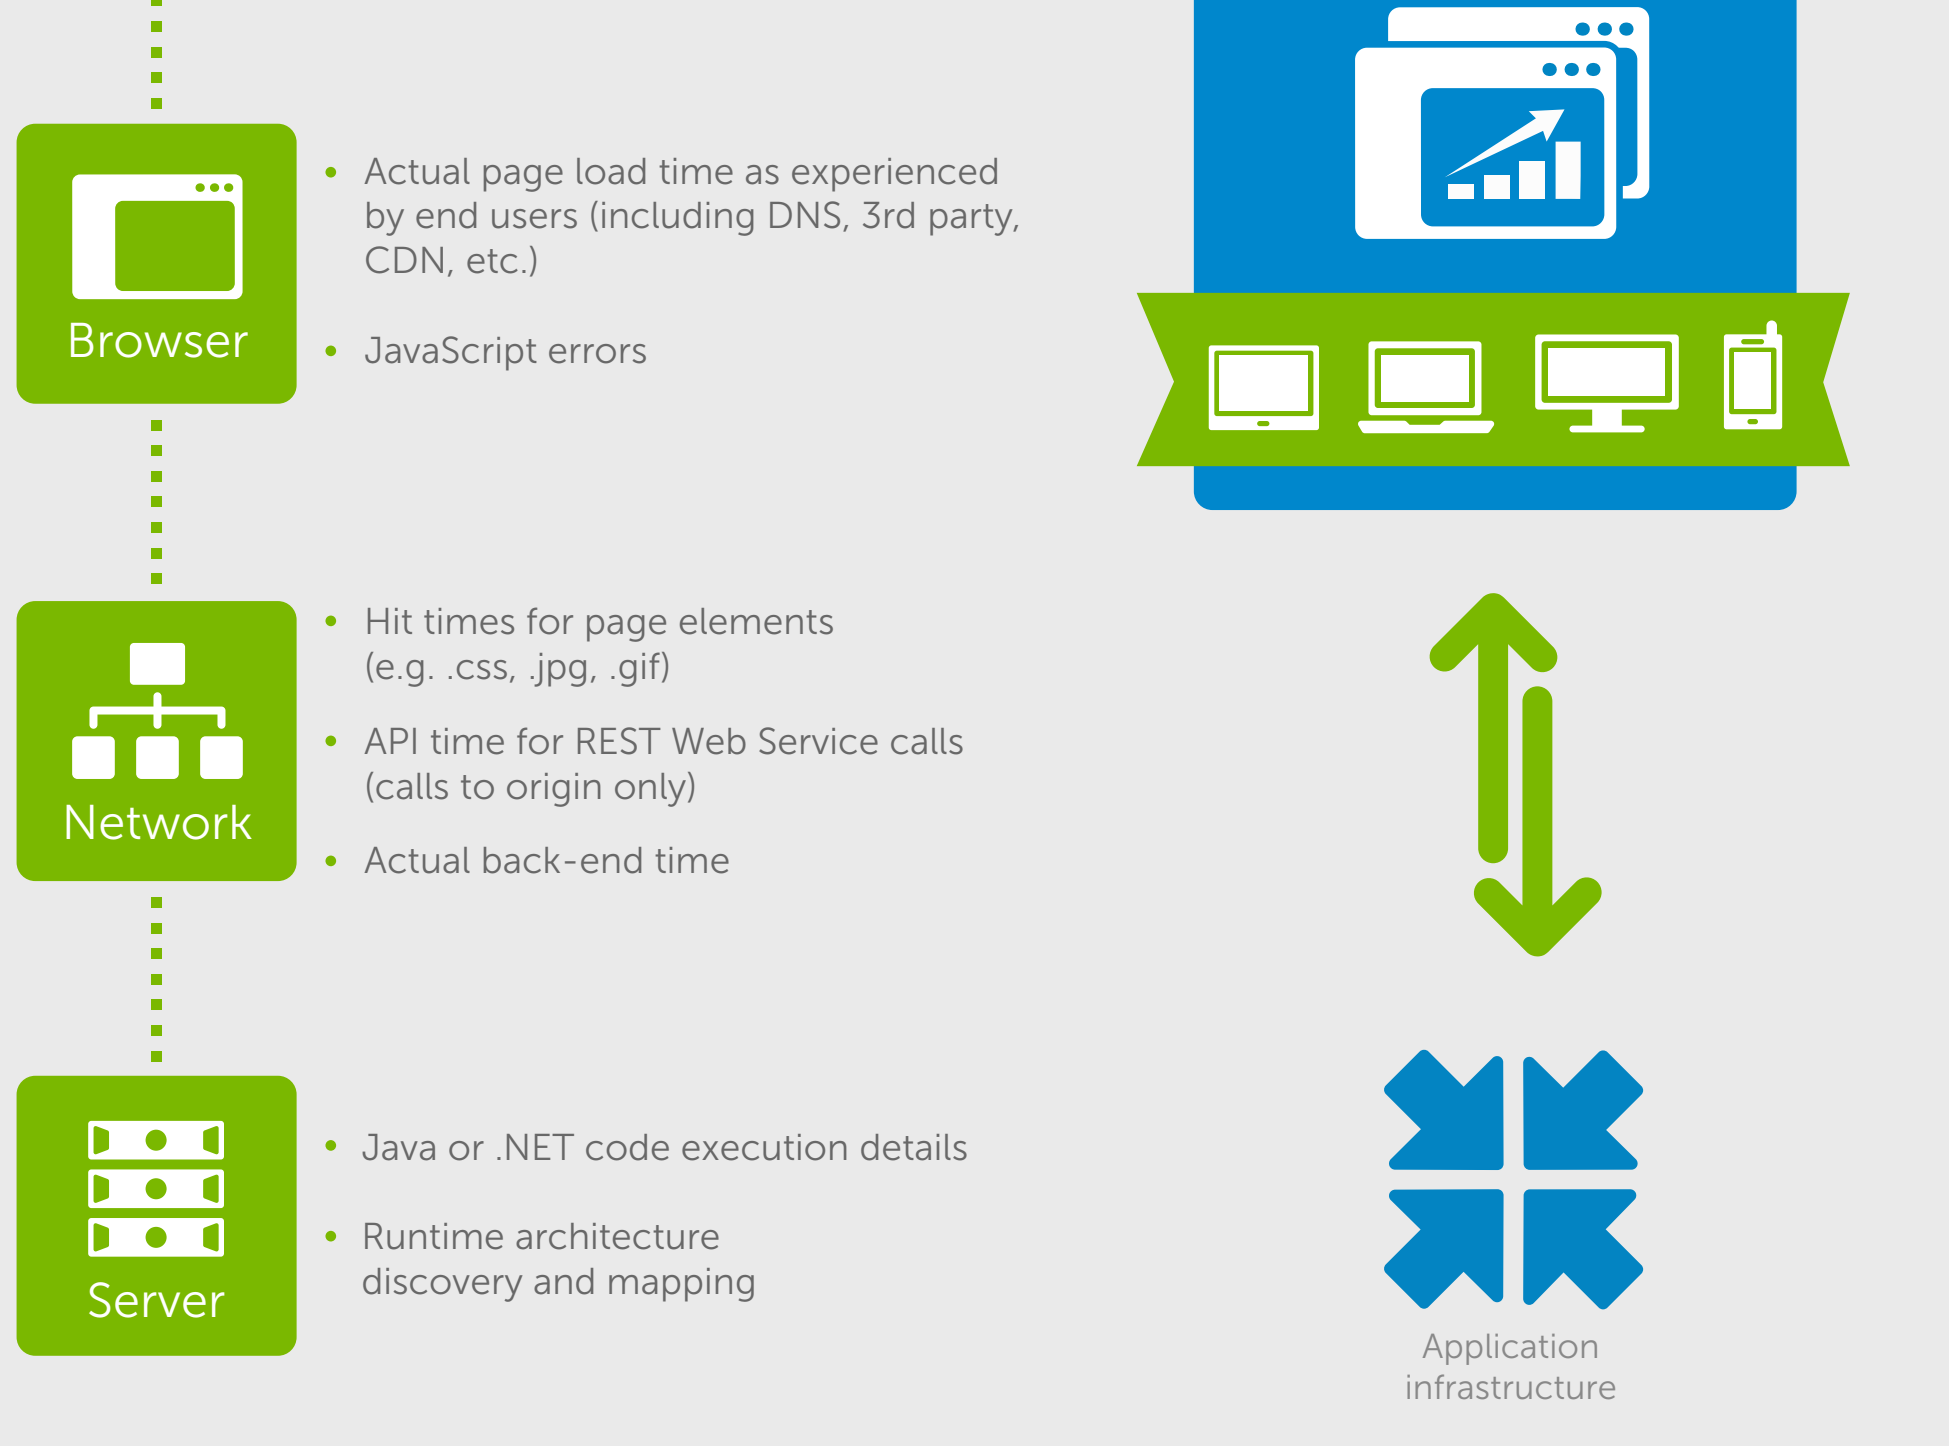 Browser
• Actual page load time as experienced
by end users (including DNS, 3rd party,
CDN, etc.)
• JavaScript errors
Network
• Hit times for page elements
(e.g. .css, .jpg, .gif)
• API time for REST Web Service calls
(calls to origin only)
• Actual back-end time
Server
• Java or .NET code execution details
• Runtime architecture
discovery and mapping
Application
infrastructure